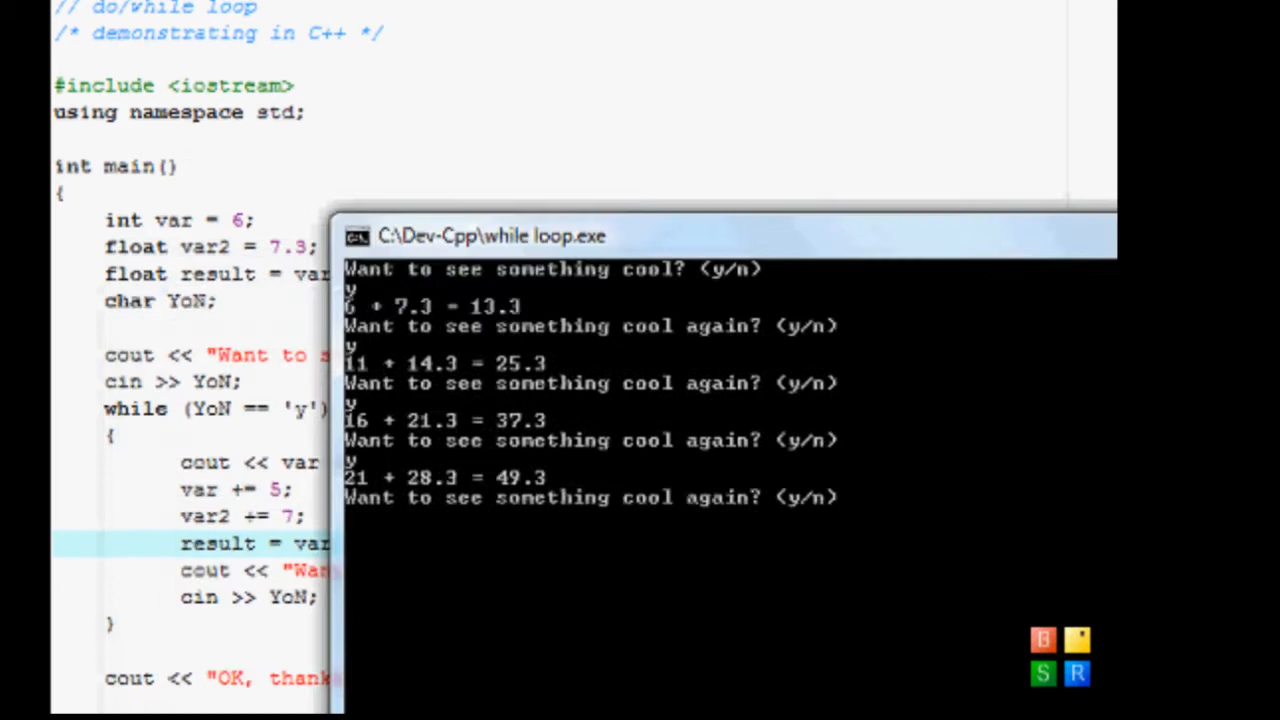 // do/while loop
/* demonstrating in C++ */
#include <iostream>
using namespace std;
int main()
{
int var = 6;
float var2 = 7.3;
float result = var
char YoN;
cout << "Want to s
cin >> YoN;
while (YoN == 'y')
{
cout << var
var += 5;
var2 += 7;
result = var
cout << "Wan
cin >> YoN;
}
cout << "OK, thank
C:\Dev-Cpp\while loop.exe
Want to see something cool? (y/n)
y
6 + 7.3 = 13.3
Want to see something cool again? (y/n)
y
11 + 14.3 = 25.3
Want to see something cool again? (y/n)
y
16 + 21.3 = 37.3
Want to see something cool again? (y/n)
y
21 + 28.3 = 49.3
Want to see something cool again? (y/n)
B
S R